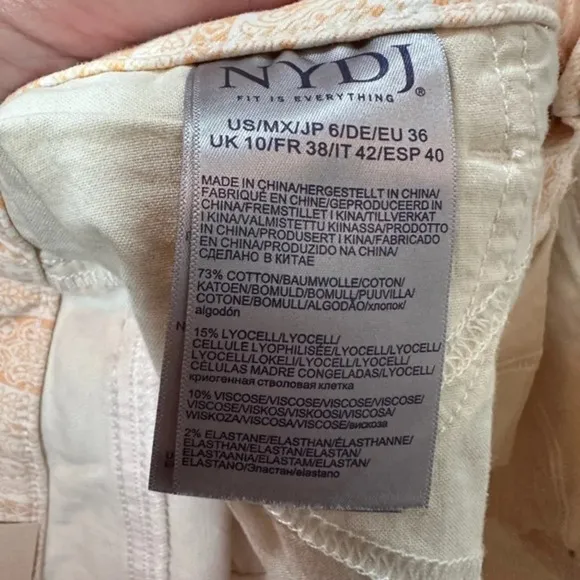 NYDJ®
FIT IS EVERYTHING
US/MX/JP 6/DE/EU 36
UK 10/FR 38/IT 42/ESP 40
MADE IN CHINA/HERGESTELLT IN CHINA/
FABRIQUÉ EN CHINE/GEPRODUCEERD IN
CHINA/FREMSTILLET I KINA/TILLVERKAT
I KINA/VALMISTETTU KIINASSA/PRODOTTO
IN CHINA/PRODUSERT I KINA/FABRICADO
EN CHINA/PRODUZIDO NA CHINA/
СДЕЛАНО В КИТАЕ
73% COTTON/BAUMWOLLE/COTON/
KATOEN/BOMULD/BOMULL/PUUVILLA/
COTONE/BOMULL/ALGODÃO/хлопок/
algodón
15% LYOCELL/LYOCELL/
CELLULE LYOPHILISÉE/LYOCELL/
LYOCELL/LOKELI/LYOCELL/LYOCELL/
CÉLULAS MADRE CONGELADAS/LYOCELL/
криогенная стволовая клетка
10% VISCOSE/VISCOSE/VISCOSE/VISCOSE/
VISCOSE/VISKOS/VISKOOSI/VISCOSA/
WISKOZA/VISCOSA/VISCOSE/вискоза
2% ELASTANE/ELASTHAN/ÉLASTHANNE/
ELASTHAN/ELASTAN/ELASTAN/
ELASTAANIA/ELASTAM/ELASTAN/
ELASTANO/Эластан/elastano